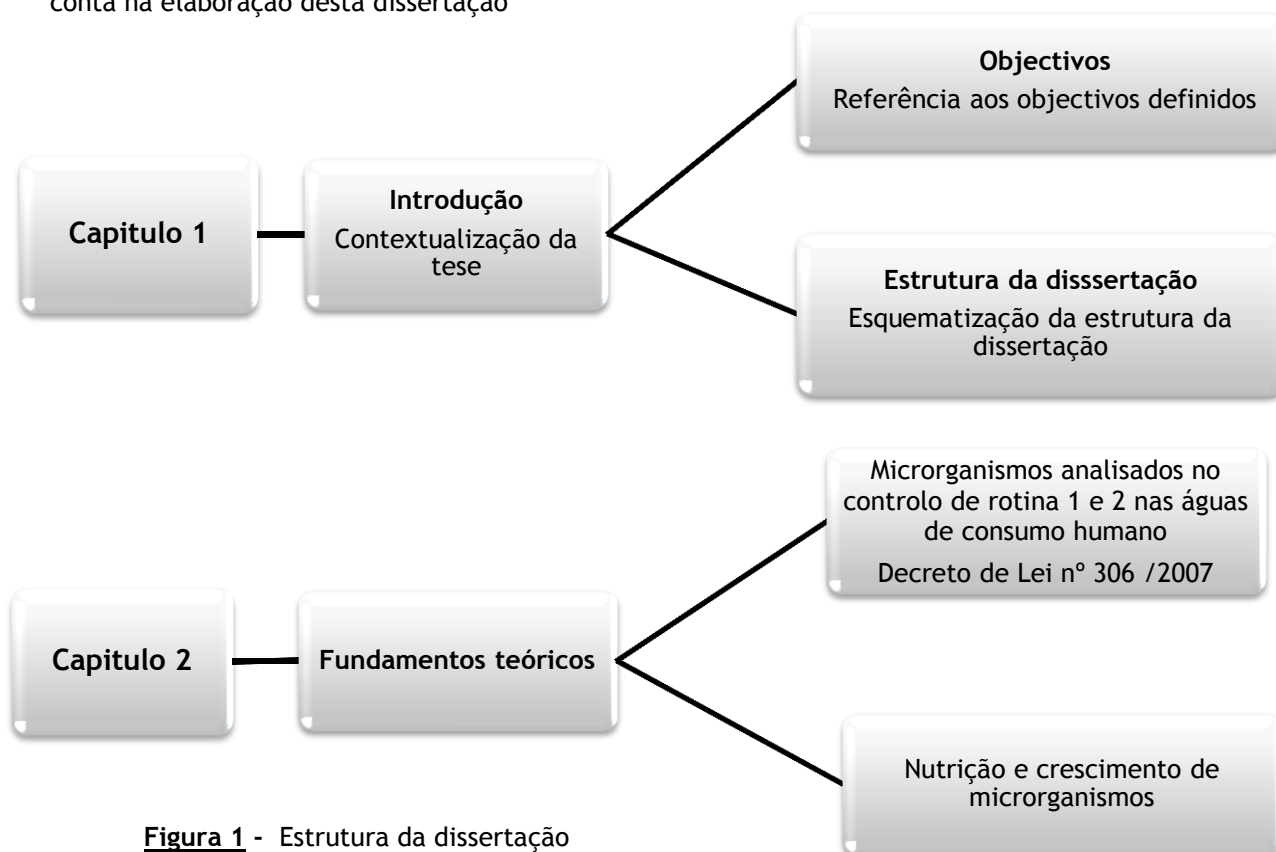 conta na elaboração desta dissertação
Objectivos
Referência aos objectivos definidos
Capitulo 1
Introdução
Contextualização da
tese
Estrutura da disssertação
Esquematização da estrutura da
dissertação
Microrganismos analisados no
controlo de rotina 1 e 2 nas águas
de consumo humano
Decreto de Lei nº 306 /2007
Capitulo 2
Fundamentos teóricos
Nutrição e crescimento de
microrganismos
Figura 1 - Estrutura da dissertação